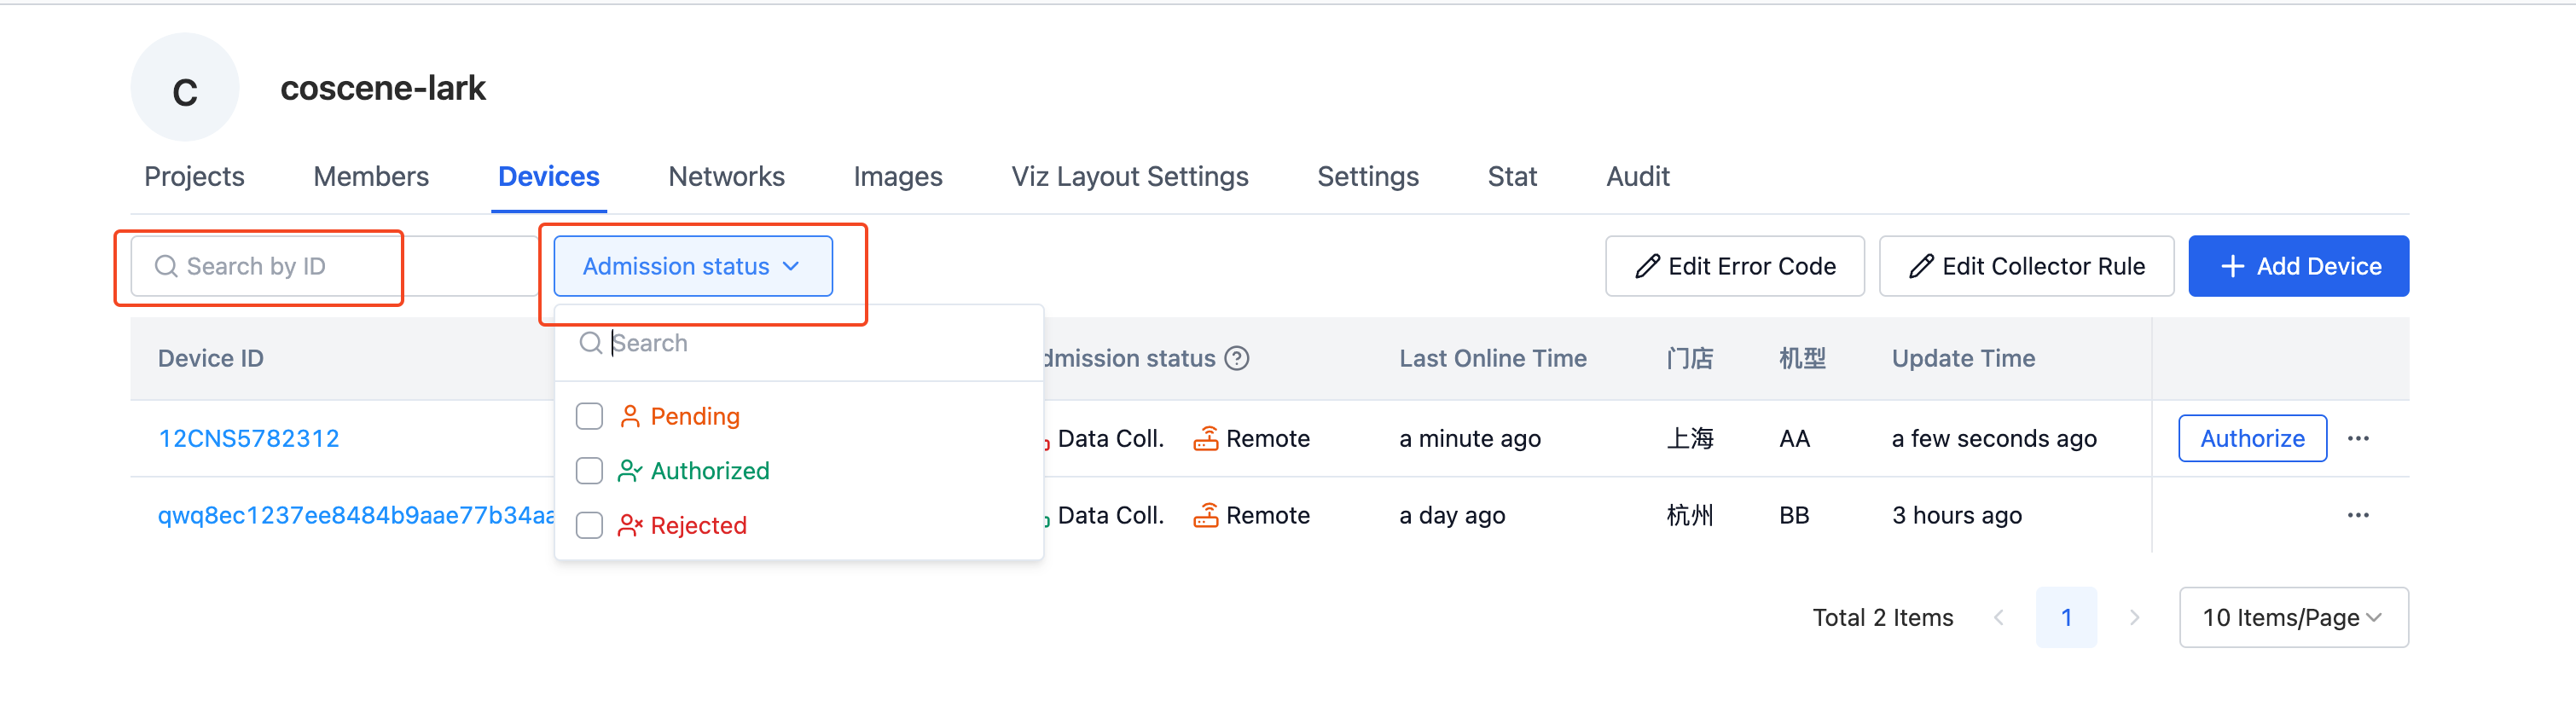 C
coscene-lark
Projects Members Devices Networks Images Viz Layout Settings Settings Stat Audit
Search by ID Admission status Edit Error Code Edit Collector Rule + Add Device
Search
Device ID dmission status ? Last Online Time 门店 机型 Update Time
Pending
12CNS5782312 Data Coll. Remote a minute ago 上海 AA a few seconds ago Authorize ···
Authorized
qwq8ec1237ee8484b9aae77b34aa Data Coll. Remote a day ago 杭州 BB 3 hours ago ···
Rejected
Total 2 Items < 1 > 10 Items/Page